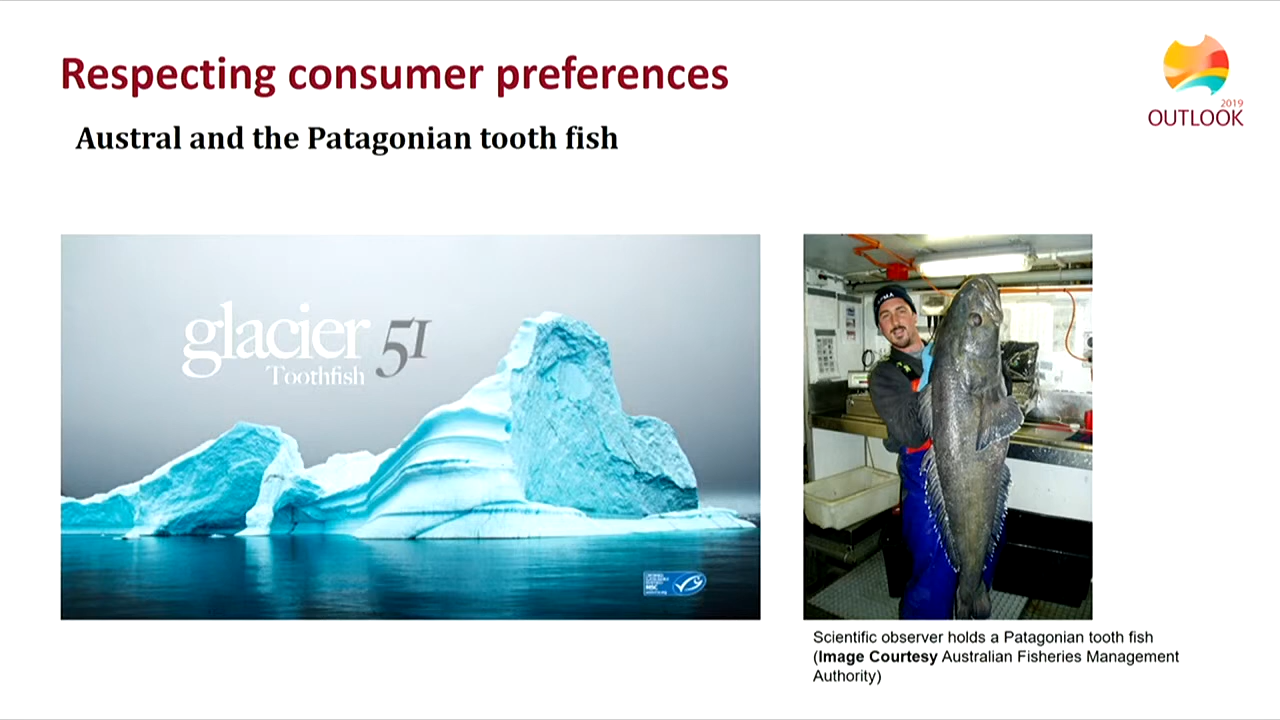 Respecting consumer preferences
2019
OUTLOOK
Austral and the Patagonian tooth fish
glacier 51
Toothfish
MSC
Scientific observer holds a Patagonian tooth fish
(Image Courtesy Australian Fisheries Management
Authority)